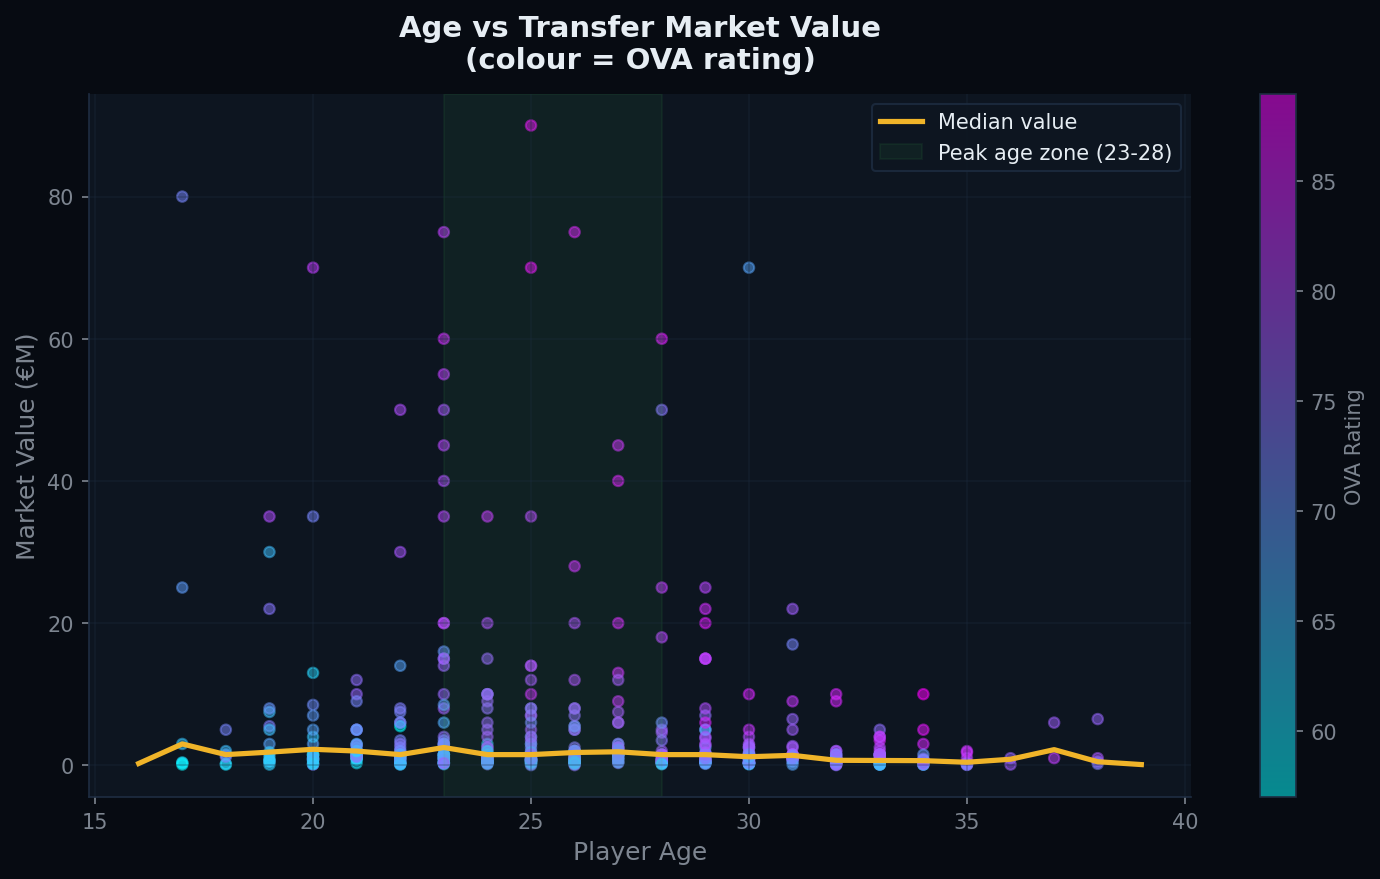 Age vs Transfer Market Value
(colour = OVA rating)
Median value
Peak age zone (23-28)
Market Value (€M)
80
60
40
20
0
15
20
25
30
35
40
Player Age
85
80
75
70
65
60
OVA Rating